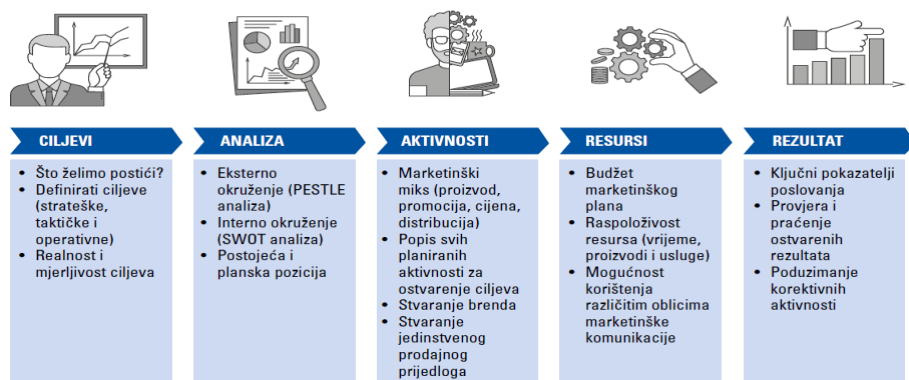 CILJEVI
• Što želimo postići?
• Definirati ciljeve
(strateške,
taktičke i
operativne)
• Realnost i
mjerljivost ciljeva
ANALIZA
• Eksterno
okruženje (PESTLE
analiza)
• Interno okruženje
(SWOT analiza)
• Postojeća i
planska pozicija
AKTIVNOSTI
• Marketinški
miks (proizvod,
promocija, cijena,
distribucija)
• Popis svih
planiranih
aktivnosti za
ostvarenje ciljeva
• Stvaranje brenda
• Stvaranje
jedinstvenog
prodajnog
prijedloga
RESURSI
• Budžet
marketinškog
plana
• Raspoloživost
resursa (vrijeme,
proizvodi i usluge)
• Mogućnost
korištenja
različitim oblicima
marketinške
komunikacije
REZULTAT
• Ključni pokazatelji
poslovanja
• Provjera i
praćenje
ostvarenih
rezultata
• Poduzimanje
korektivnih
aktivnosti